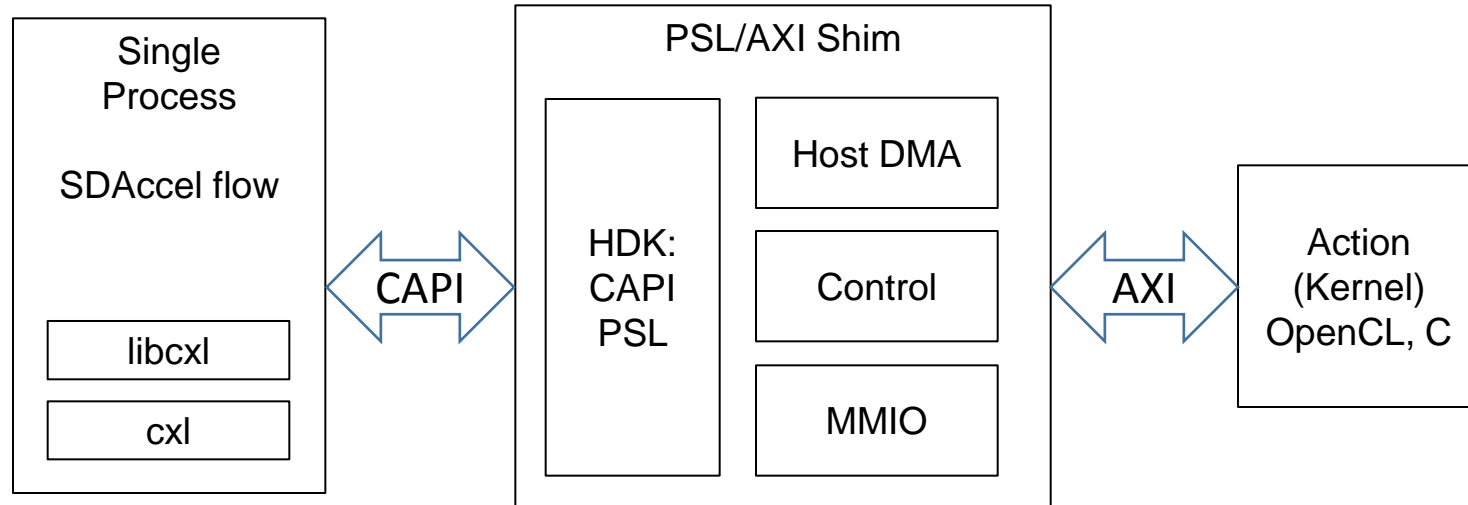 Single
Process
SDAccel flow
libcxl
cxl
CAPI
PSL/AXI Shim
HDK:
CAPI
PSL
Host DMA
Control
MMIO
AXI
Action
(Kernel)
OpenCL, C